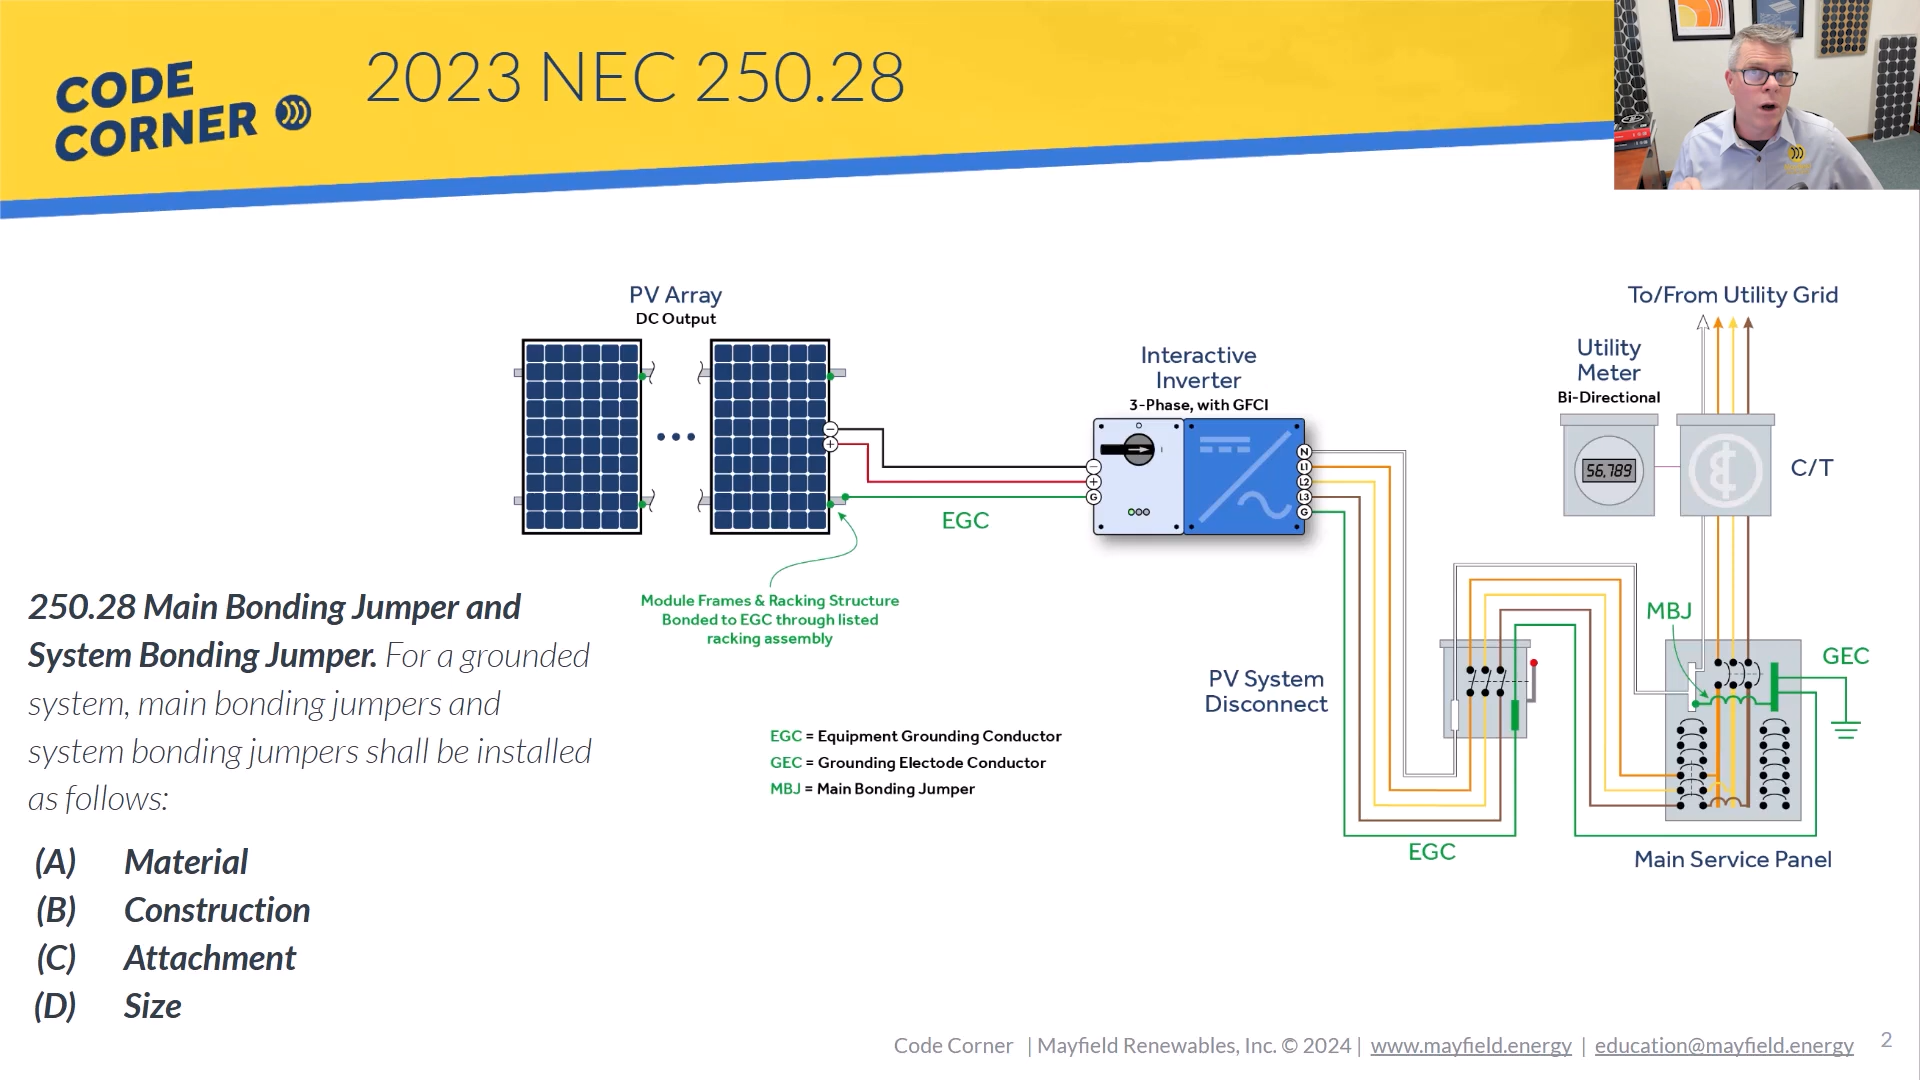 CODE
CORNER
2023 NEC 250.28
PV Array
DC Output
To/From Utility Grid
Interactive
Inverter
3-Phase, with GFCI
Utility
Meter
Bi-Directional
56,789
C/T
−
+
−
+
G
N
L1
L2
L3
G
EGC
Module Frames & Racking Structure
Bonded to EGC through listed
racking assembly
250.28 Main Bonding Jumper and
System Bonding Jumper. For a grounded
system, main bonding jumpers and
system bonding jumpers shall be installed
as follows:
(A) Material
(B) Construction
(C) Attachment
(D) Size
EGC = Equipment Grounding Conductor
GEC = Grounding Electode Conductor
MBJ = Main Bonding Jumper
PV System
Disconnect
MBJ
GEC
EGC
Main Service Panel
Code Corner | Mayfield Renewables, Inc. © 2024 | www.mayfield.energy | education@mayfield.energy
2